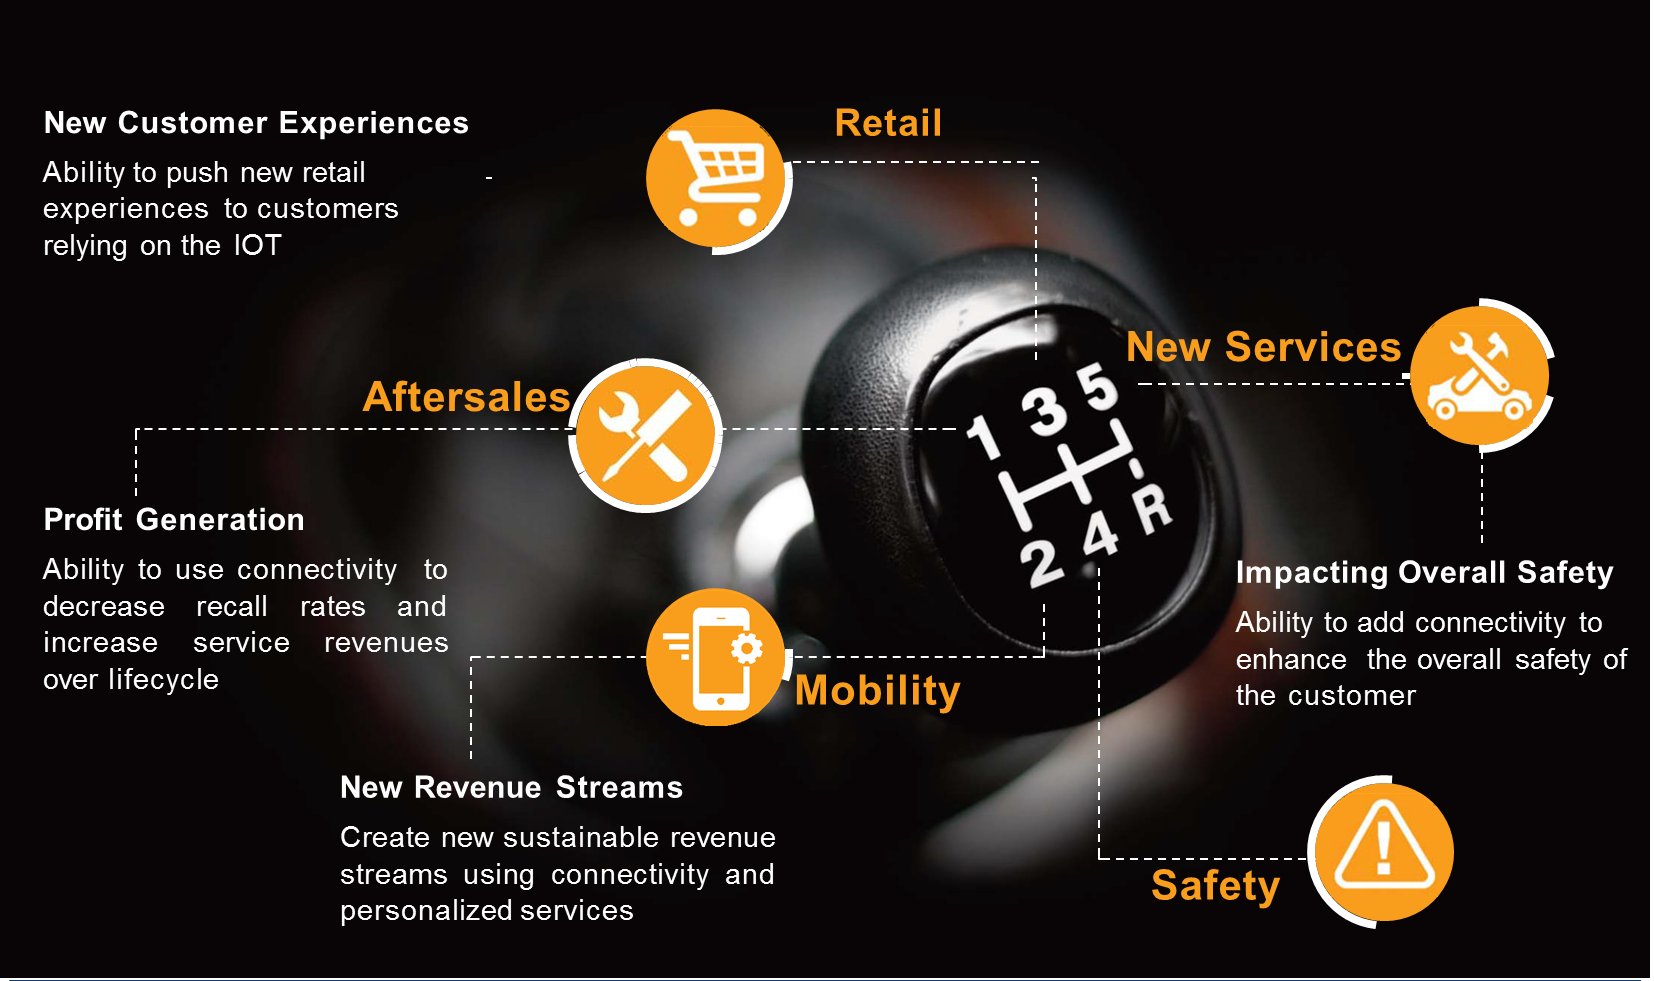 New Customer Experiences
Ability to push new retail
experiences to customers
relying on the IOT
-
Retail
New Services
Aftersales
1 3 5
2 4 R
Profit Generation
Ability to use connectivity to
decrease recall rates and
increase service revenues
over lifecycle
Impacting Overall Safety
Ability to add connectivity to
enhance the overall safety of
the customer
Mobility
New Revenue Streams
Create new sustainable revenue
streams using connectivity and
personalized services
Safety